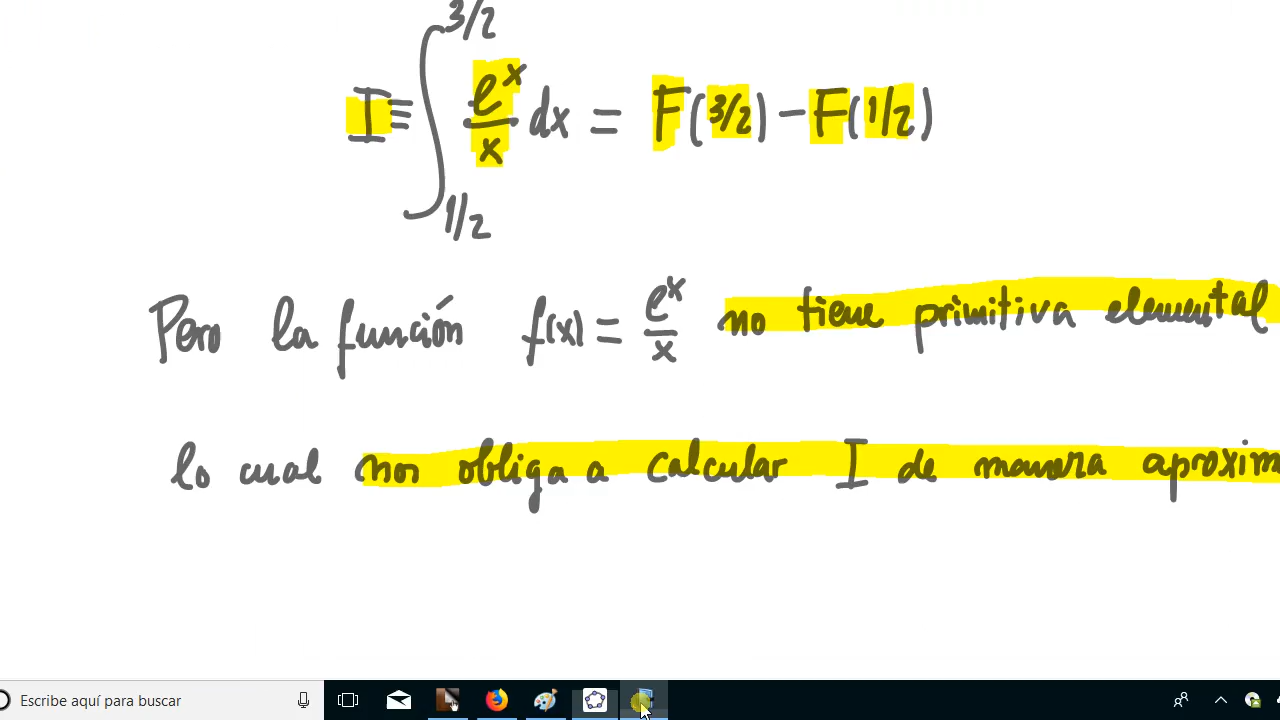 I ≡ ∫_{1/2}^{3/2} e^x/x dx = F(3/2) - F(1/2)
Pero la función f(x) = e^x/x no tiene primitiva elemental
lo cual nos obliga a calcular I de manera aproxim
Escribe aquí para buscar